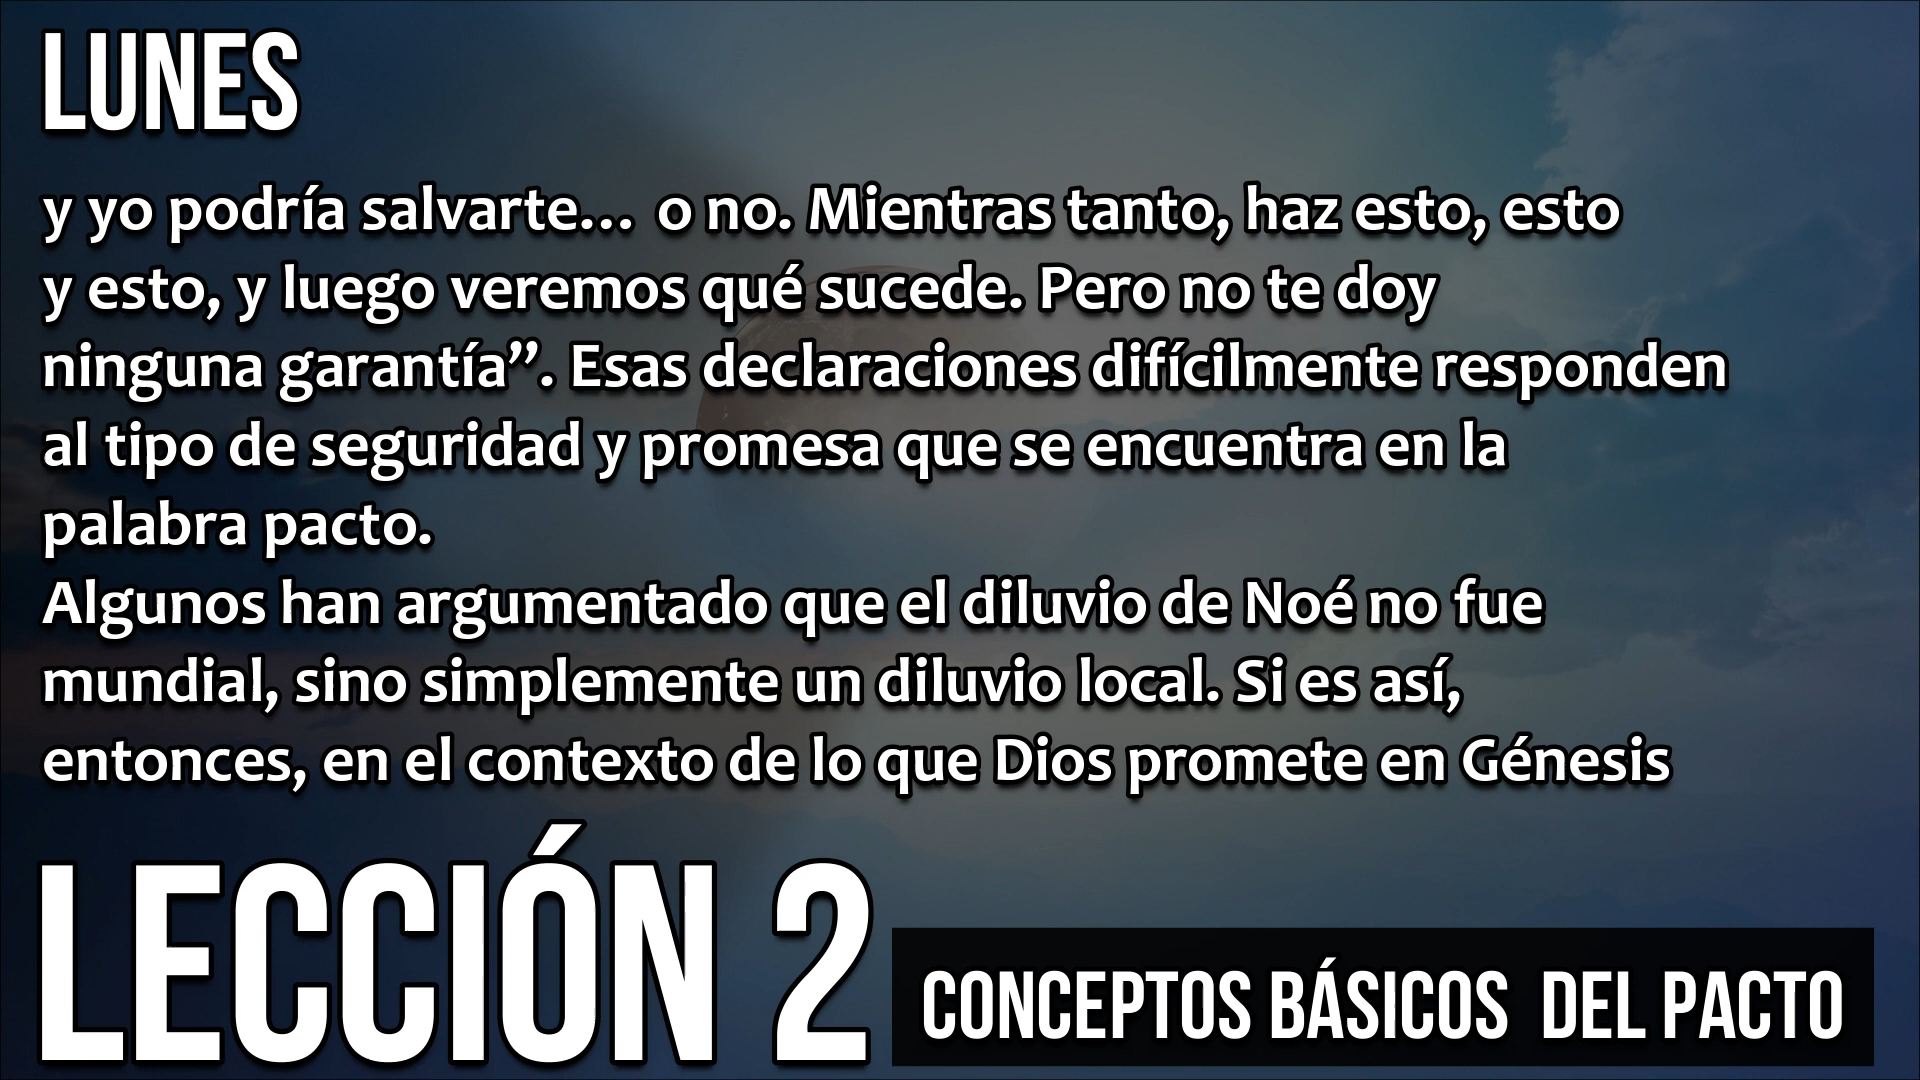 LUNES
y yo podría salvarte… o no. Mientras tanto, haz esto, esto
y esto, y luego veremos qué sucede. Pero no te doy
ninguna garantía”. Esas declaraciones difícilmente responden
al tipo de seguridad y promesa que se encuentra en la
palabra pacto.
Algunos han argumentado que el diluvio de Noé no fue
mundial, sino simplemente un diluvio local. Si es así,
entonces, en el contexto de lo que Dios promete en Génesis
LECCIÓN 2
CONCEPTOS BÁSICOS DEL PACTO